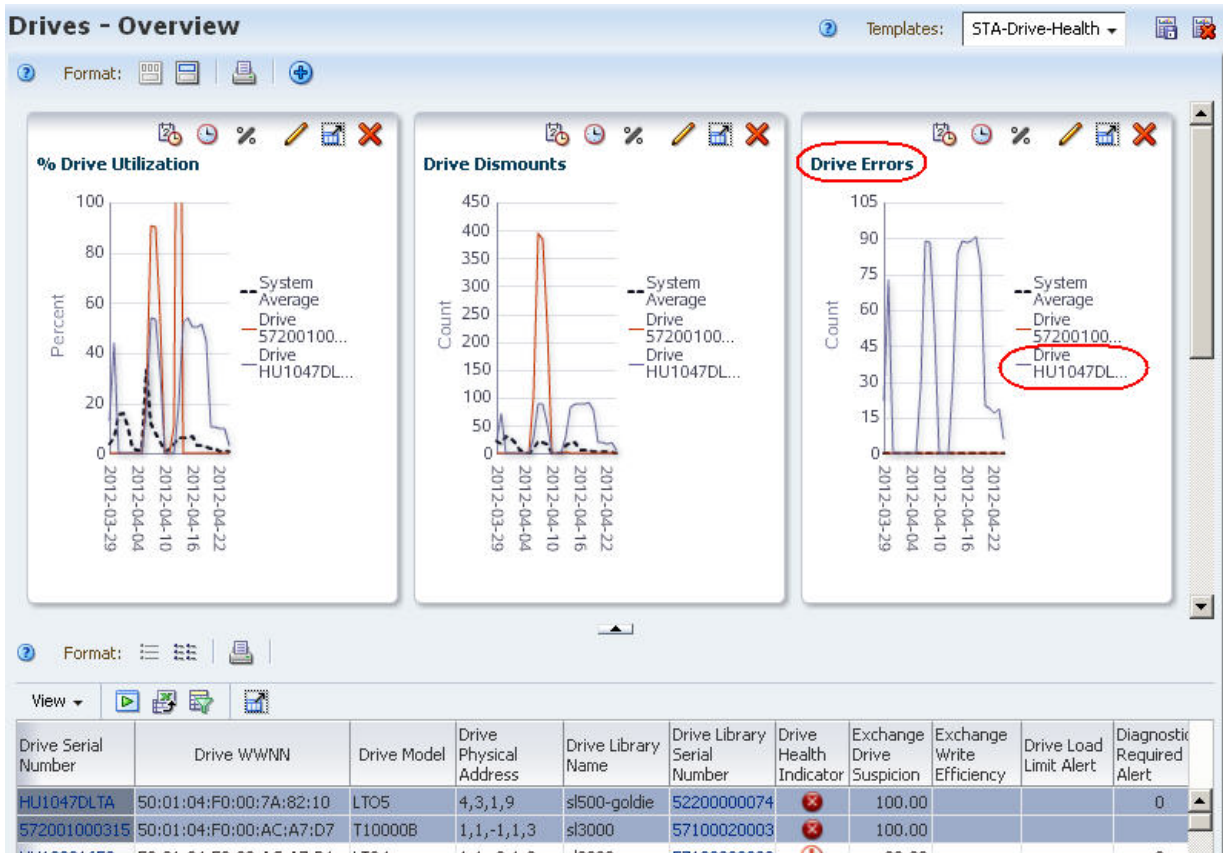 Drives - Overview
Templates: STA-Drive-Health
Format:
% Drive Utilization
100
80
60
40
20
0
Percent
2012-03-29
2012-04-04
2012-04-10
2012-04-16
2012-04-22
System
Average
Drive
57200100...
Drive
HU1047DL...
Drive Dismounts
450
400
350
300
250
200
150
100
50
0
Count
2012-03-29
2012-04-04
2012-04-10
2012-04-16
2012-04-22
System
Average
Drive
57200100...
Drive
HU1047DL...
Drive Errors
105
90
75
60
45
30
15
0
Count
2012-03-29
2012-04-04
2012-04-10
2012-04-16
2012-04-22
System
Average
Drive
57200100...
Drive
HU1047DL...
Format:
View
Drive Serial Number Drive WWNN Drive Model Drive Physical Address Drive Library Name Drive Library Serial Number Drive Health Indicator Exchange Drive Suspicion Exchange Write Efficiency Drive Load Limit Alert Diagnostic Required Alert
HU1047DLTA 50:01:04:F0:00:7A:82:10 LTO5 4,3,1,9 sl500-goldie 52200000074 100.00 0
572001000315 50:01:04:F0:00:AC:A7:D7 T10000B 1,1,-1,1,3 sl3000 57100020003 100.00